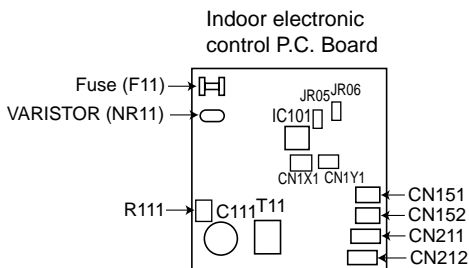 Indoor electronic
control P.C. Board
Fuse (F11)
JR05 JR06
VARISTOR (NR11)
IC101
CN1X1 CN1Y1
CN151
R111 C111 T11
CN152
CN211
CN212